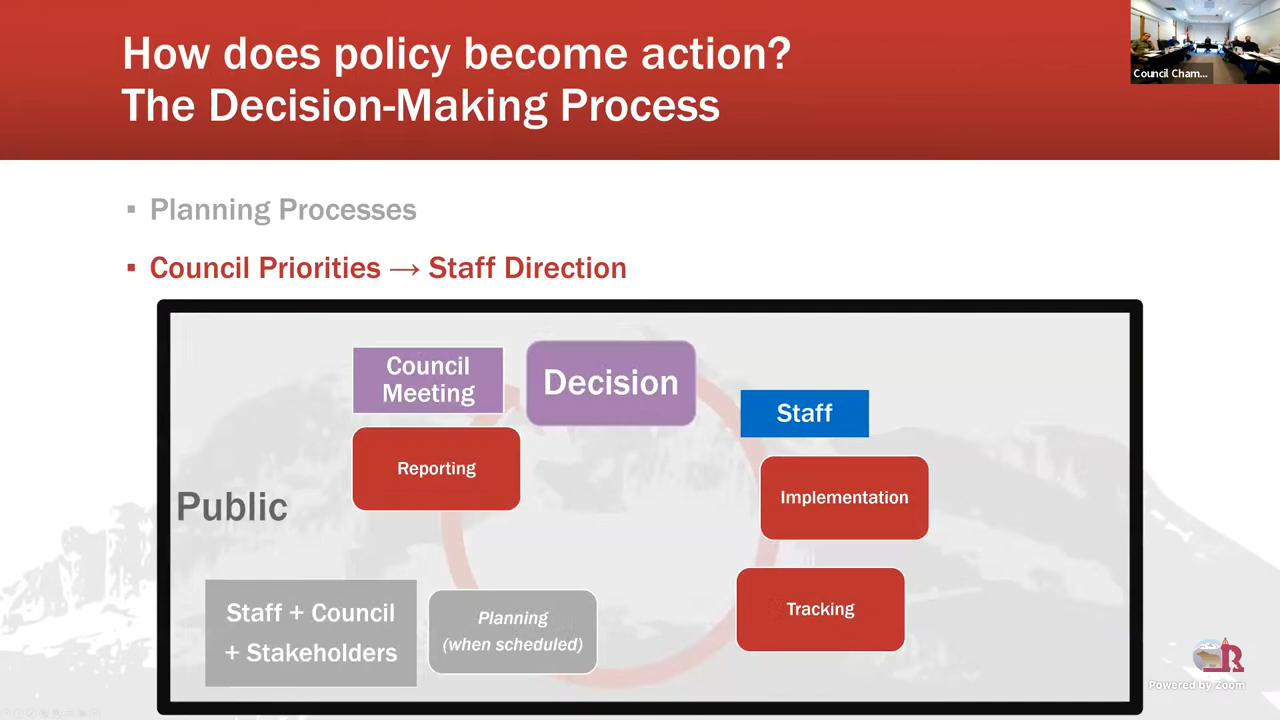 How does policy become action?
The Decision-Making Process
Council Cham...
▪ Planning Processes
▪ Council Priorities → Staff Direction
Council
Meeting
Decision
Staff
Reporting
Implementation
Public
Staff + Council
+ Stakeholders
Planning
(when scheduled)
Tracking
R
Powered by Zoom